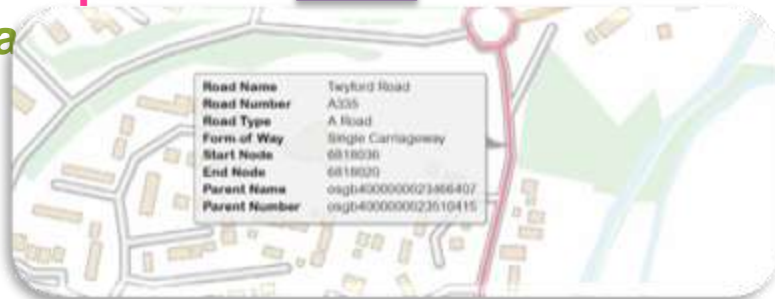 a
Road Name Twyford Road
Road Number A335
Road Type A Road
Form of Way Single Carriageway
Start Node 6818036
End Node 6818020
Parent Name osgb4000000023466407
Parent Number osgb4000000023510415